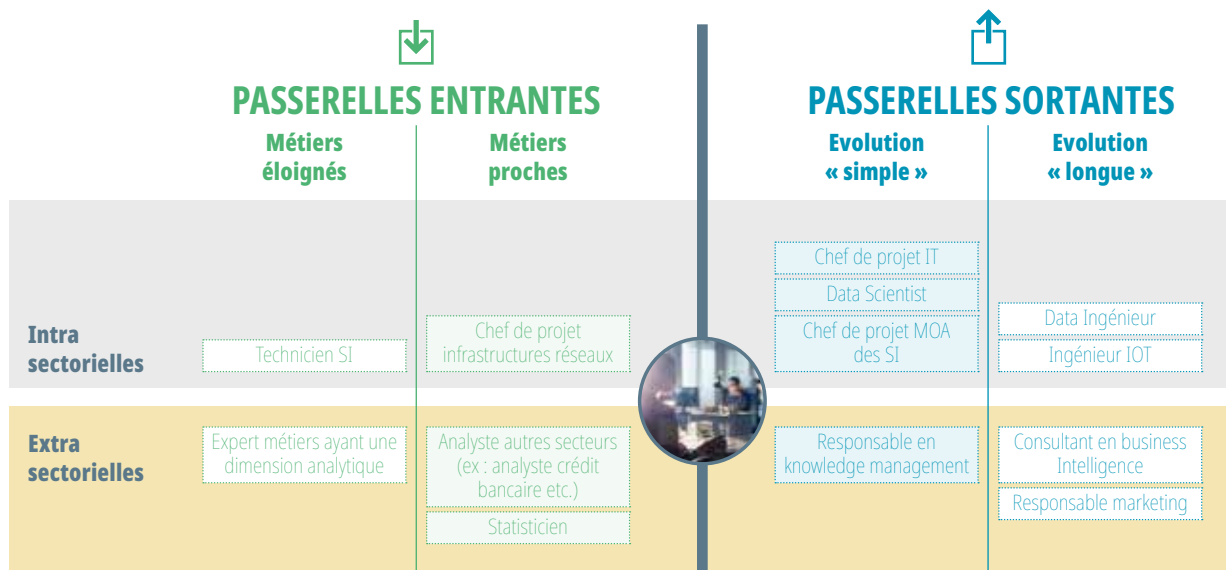 PASSERELLES ENTRANTES
Métiers
éloignés
Métiers
proches
PASSERELLES SORTANTES
Evolution
« simple »
Evolution
« longue »
Intra
sectorielles
Technicien SI
Chef de projet
infrastructures réseaux
Chef de projet IT
Data Scientist
Chef de projet MOA
des SI
Data Ingénieur
Ingénieur IOT
Extra
sectorielles
Expert métiers ayant une
dimension analytique
Analyste autres secteurs
(ex : analyste crédit
bancaire etc.)
Statisticien
Responsable en
knowledge management
Consultant en business
Intelligence
Responsable marketing